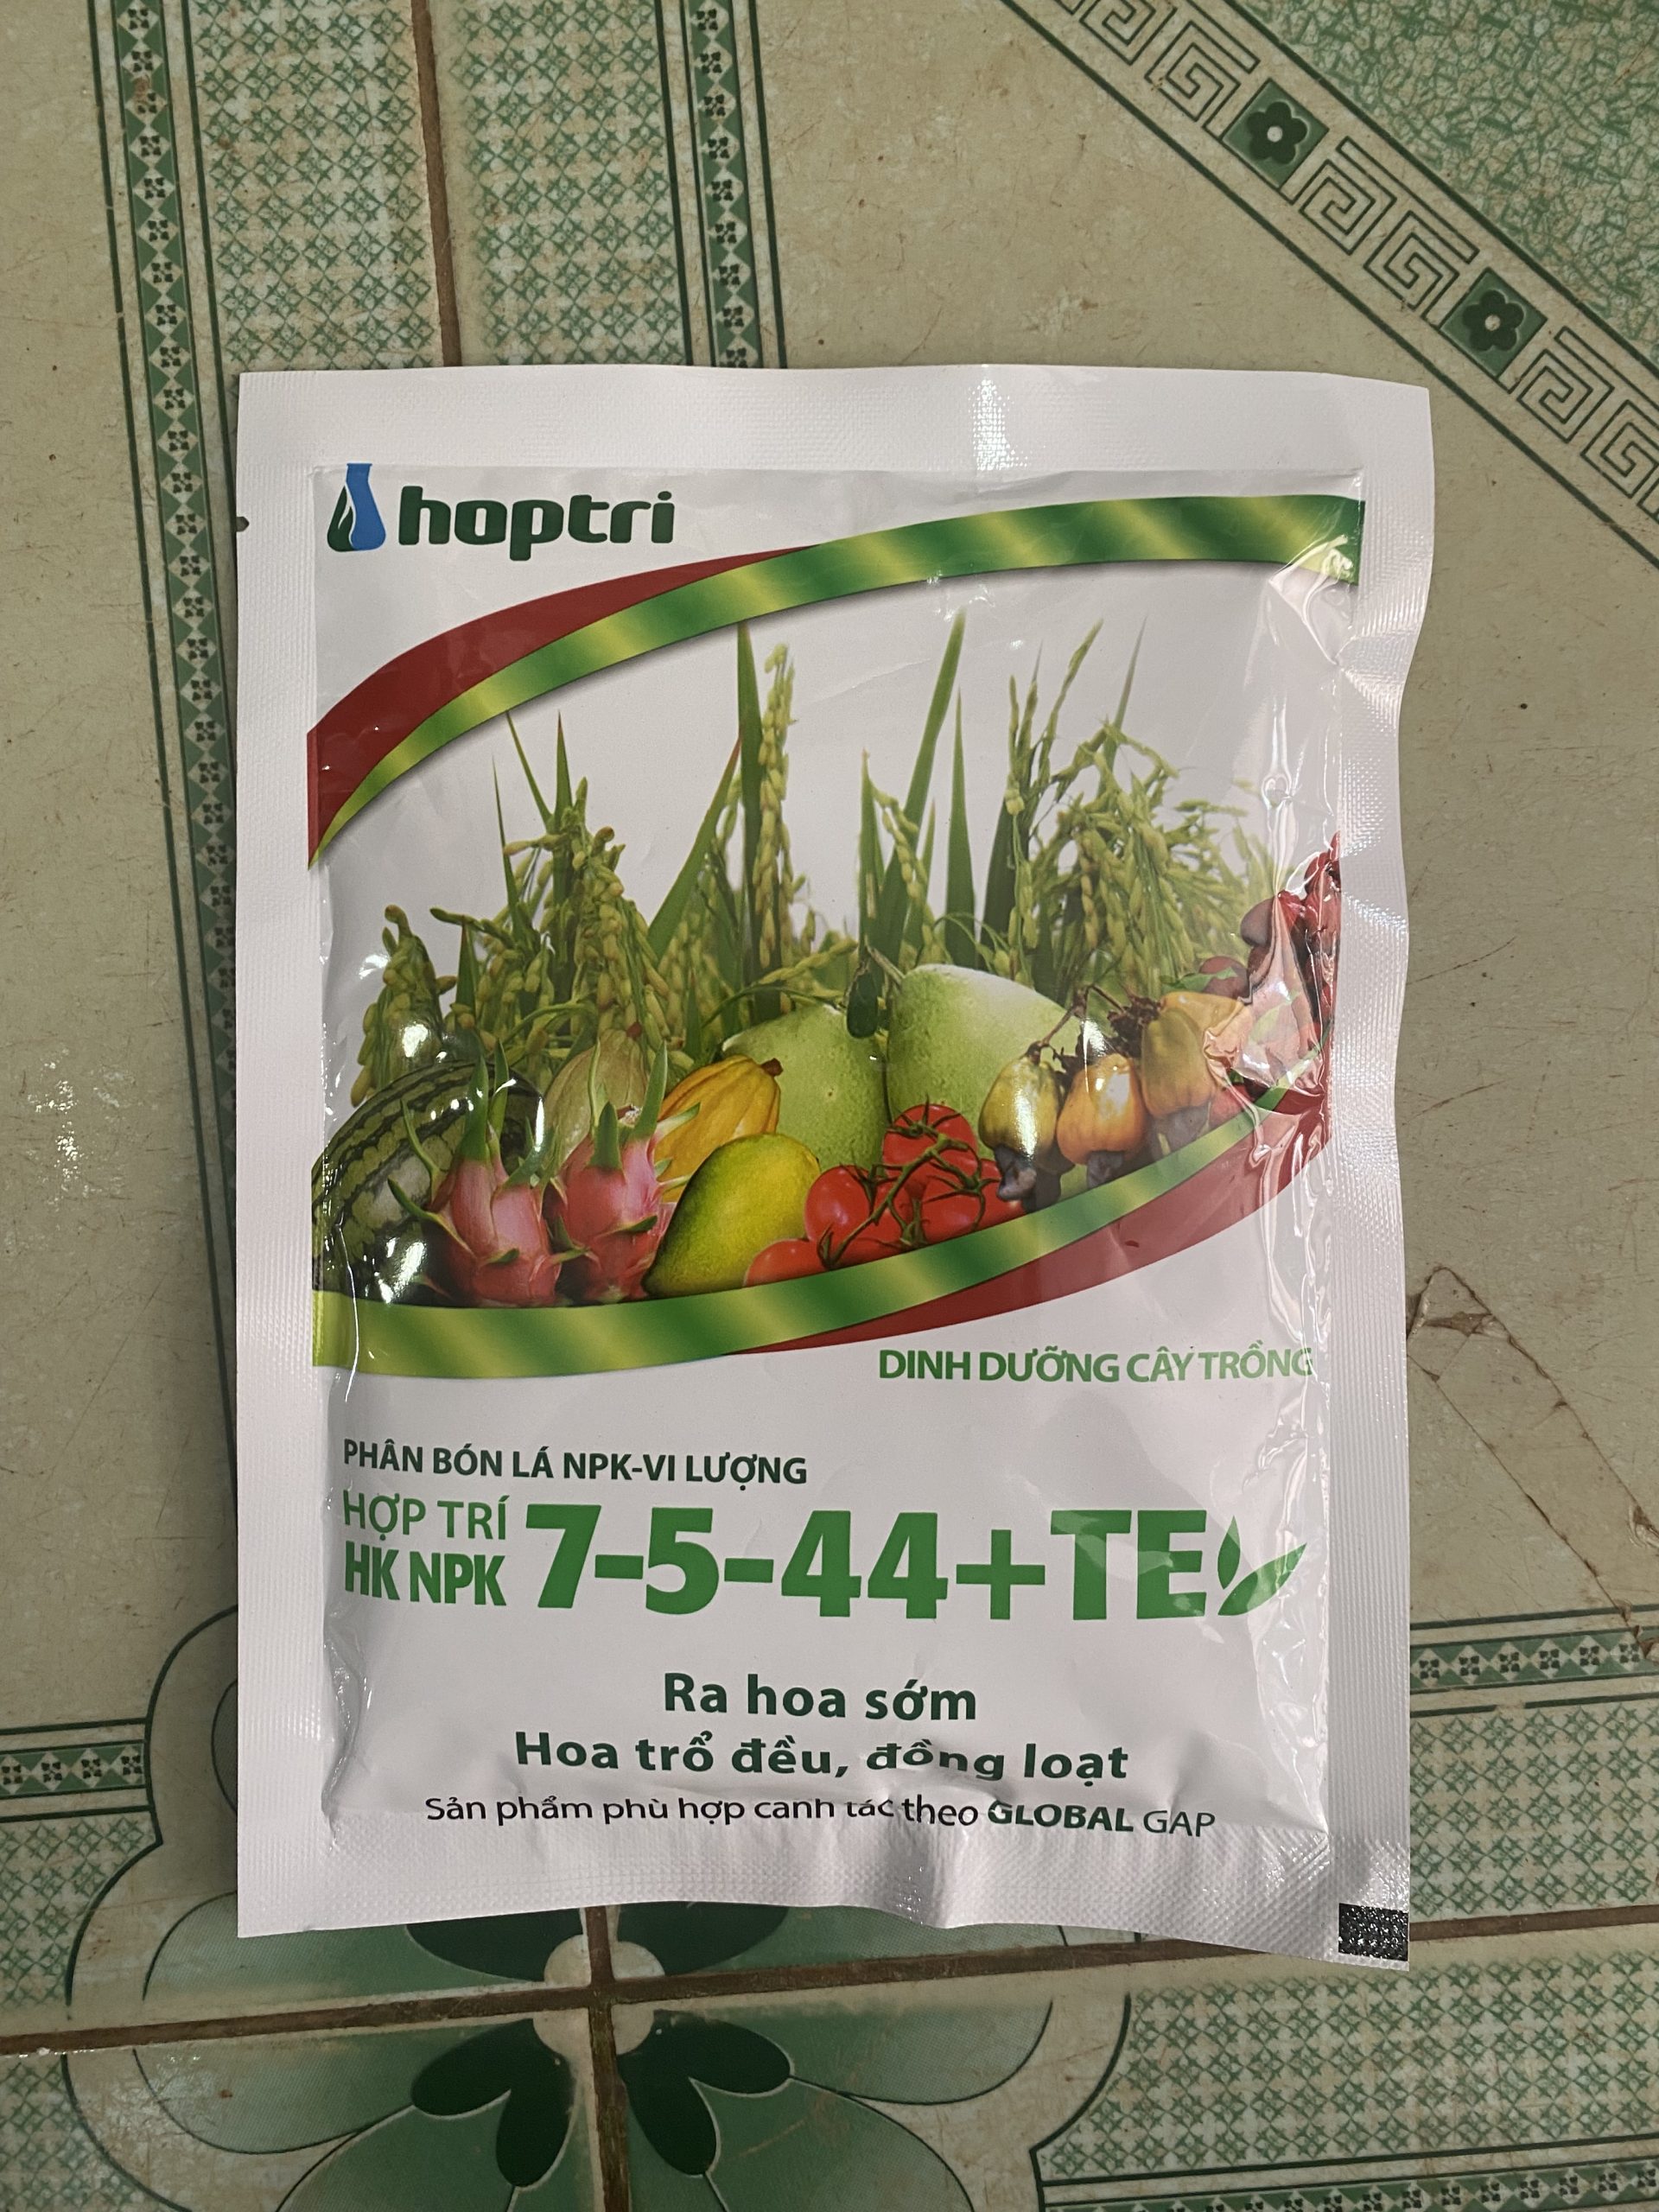 hoptri
DINH DƯỠNG CÂY TRỒNG
PHÂN BÓN LÁ NPK-VI LƯỢNG
HỢP TRÍ
HK NPK 7-5-44+TE
Ra hoa sớm
Hoa trổ đều, đồng loạt
Sản phẩm phù hợp canh tác theo GLOBAL GAP